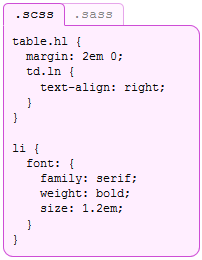 .scss .sass
table.hl {
  margin: 2em 0;
  td.ln {
    text-align: right;
  }
}

li {
  font: {
    family: serif;
    weight: bold;
    size: 1.2em;
  }
}